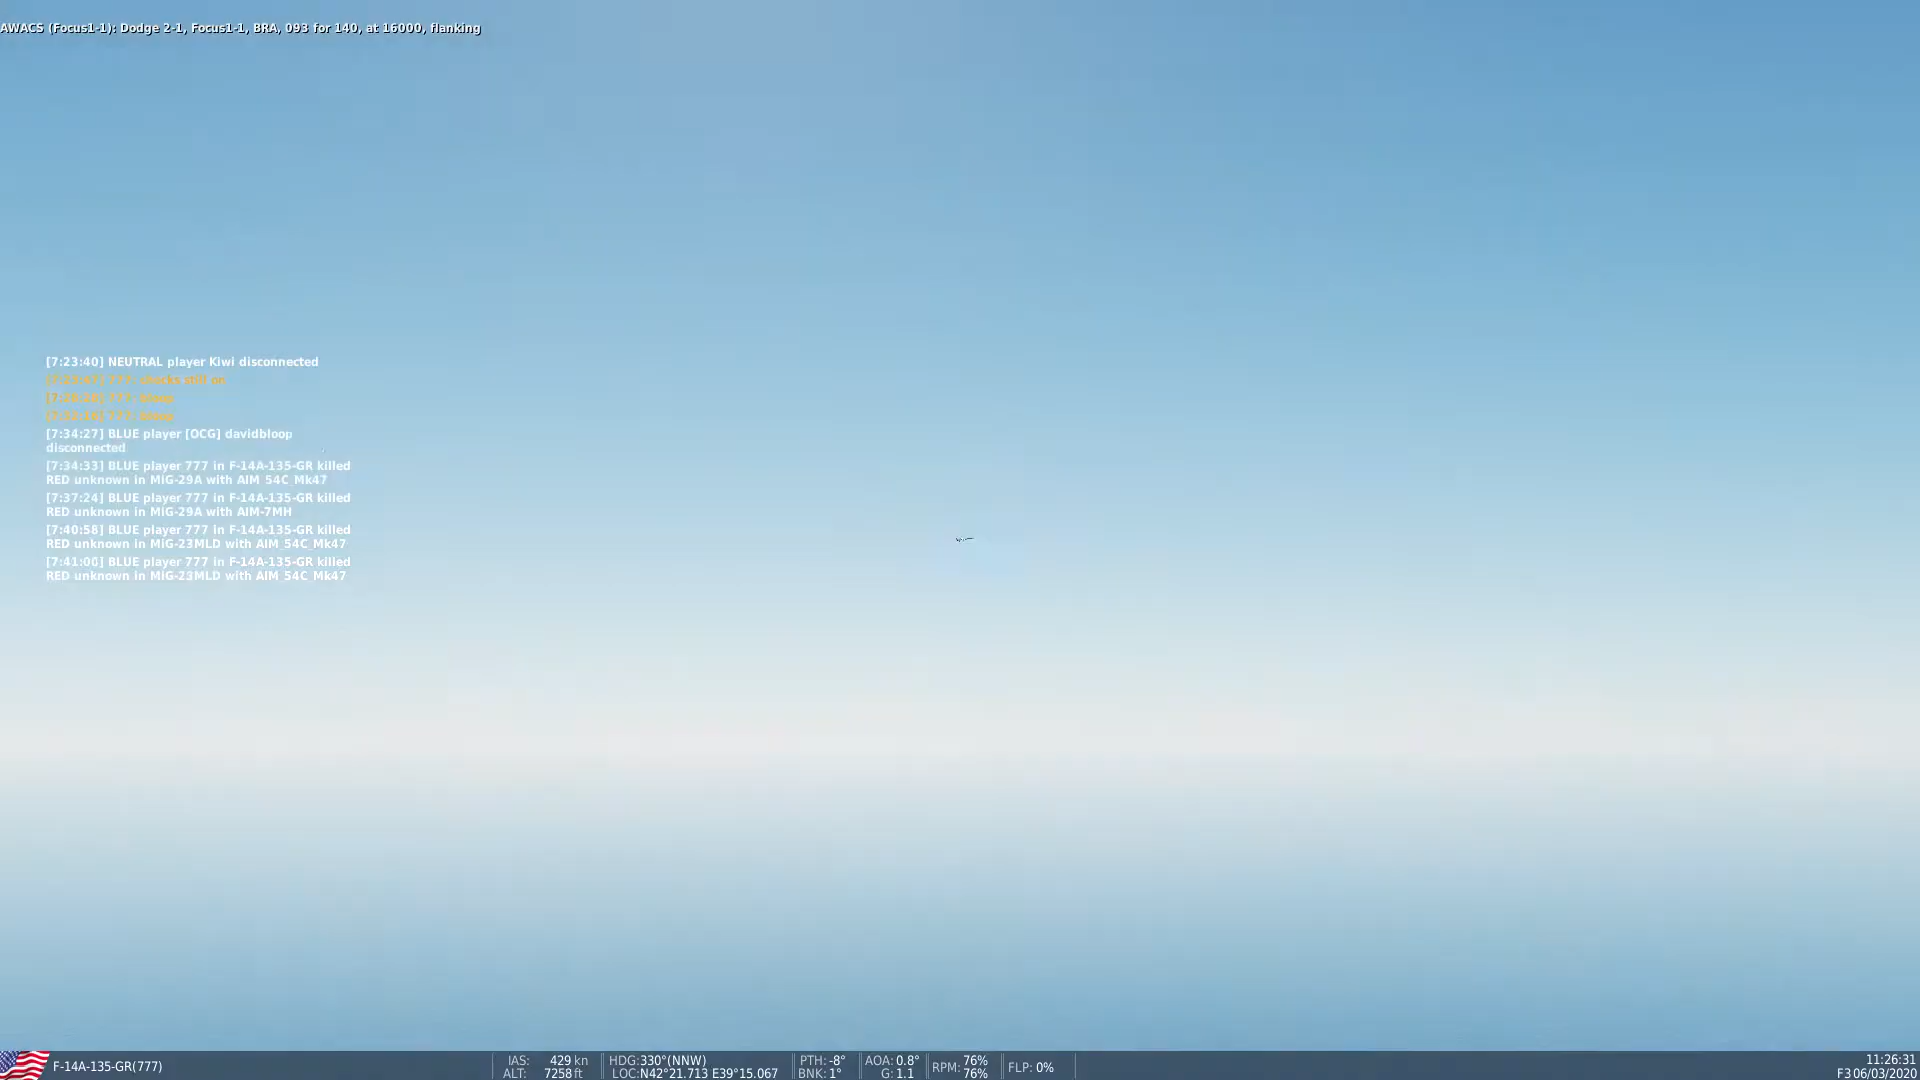 AWACS (Focus1-1): Dodge 2-1, Focus1-1, BRA, 093 for 140, at 16000, flanking
[7:23:40] NEUTRAL player Kiwi disconnected
777: chocks still on
777:
777:
[7:34:27] BLUE player [OCG] davidbloop
disconnected
[7:34:33] BLUE player 777 in F-14A-135-GR killed
RED unknown in MiG-29A with AIM_54C_Mk47
[7:37:24] BLUE player 777 in F-14A-135-GR killed
RED unknown in MiG-29A with AIM-7MH
[7:40:58] BLUE player 777 in F-14A-135-GR killed
RED unknown in MiG-23MLD with AIM_54C_Mk47
[7:41:00] BLUE player 777 in F-14A-135-GR killed
RED unknown in MiG-23MLD with AIM_54C_Mk47
F-14A-135-GR(777)
IAS: 429 kn
ALT: 7258 ft
HDG:330°(NNW)
LOC:N42°21.713 E39°15.067
PTH: -8°
BNK: 1°
AOA: 0.8°
G: 1.1
RPM: 76%
76%
FLP: 0%
11:26:31
F3 06/03/2020